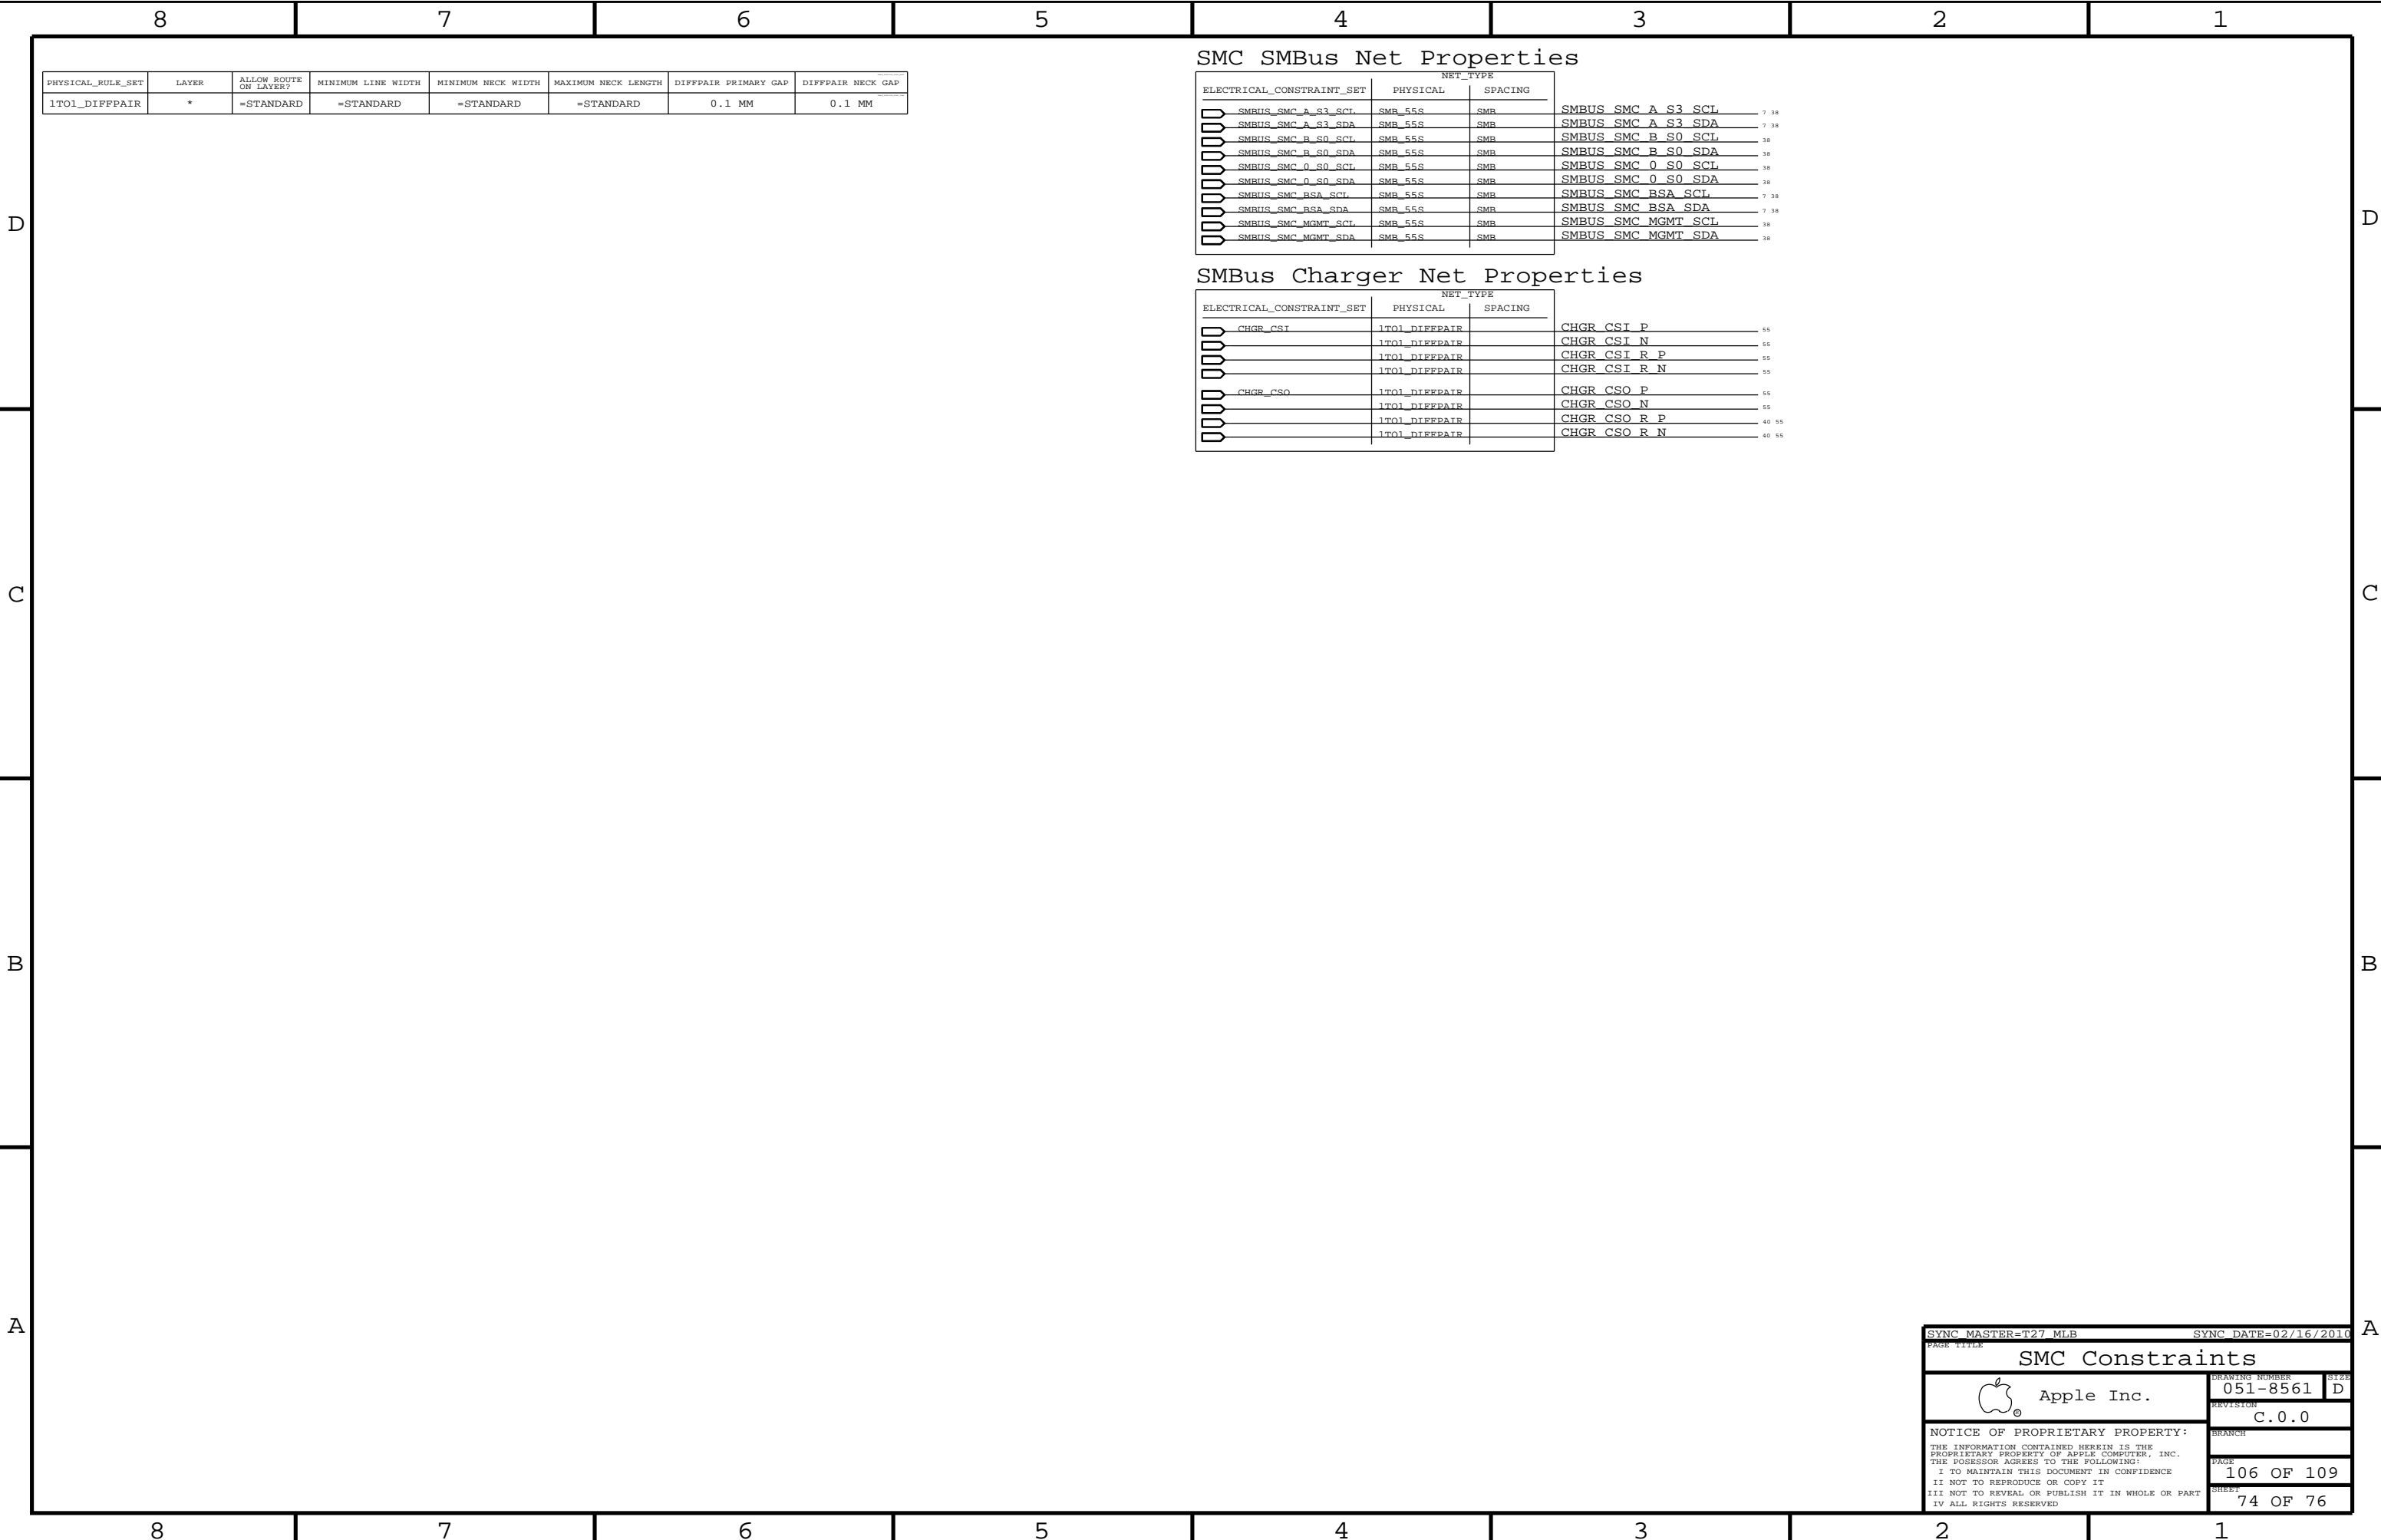 8 7 6 5 4 3 2 1
PHYSICAL_RULE_SET LAYER ALLOW ROUTE ON LAYER? MINIMUM LINE WIDTH MINIMUM NECK WIDTH MAXIMUM NECK LENGTH DIFFPAIR PRIMARY GAP DIFFPAIR NECK GAP
1TO1_DIFFPAIR * =STANDARD =STANDARD =STANDARD =STANDARD 0.1 MM 0.1 MM
SMC SMBus Net Properties
NET_TYPE
ELECTRICAL_CONSTRAINT_SET PHYSICAL SPACING
SMBUS_SMC_A_S3_SCL SMB_55S SMB SMBUS_SMC_A_S3_SCL 7 38
SMBUS_SMC_A_S3_SDA SMB_55S SMB SMBUS_SMC_A_S3_SDA 7 38
SMBUS_SMC_B_S0_SCL SMB_55S SMB SMBUS_SMC_B_S0_SCL 38
SMBUS_SMC_B_S0_SDA SMB_55S SMB SMBUS_SMC_B_S0_SDA 38
SMBUS_SMC_0_S0_SCL SMB_55S SMB SMBUS_SMC_0_S0_SCL 38
SMBUS_SMC_0_S0_SDA SMB_55S SMB SMBUS_SMC_0_S0_SDA 38
SMBUS_SMC_BSA_SCL SMB_55S SMB SMBUS_SMC_BSA_SCL 7 38
SMBUS_SMC_BSA_SDA SMB_55S SMB SMBUS_SMC_BSA_SDA 7 38
SMBUS_SMC_MGMT_SCL SMB_55S SMB SMBUS_SMC_MGMT_SCL 38
SMBUS_SMC_MGMT_SDA SMB_55S SMB SMBUS_SMC_MGMT_SDA 38
D D
SMBus Charger Net Properties
NET_TYPE
ELECTRICAL_CONSTRAINT_SET PHYSICAL SPACING
CHGR_CSI 1TO1_DIFFPAIR CHGR_CSI_P 55
1TO1_DIFFPAIR CHGR_CSI_N 55
1TO1_DIFFPAIR CHGR_CSI_R_P 55
1TO1_DIFFPAIR CHGR_CSI_R_N 55
CHGR_CSO 1TO1_DIFFPAIR CHGR_CSO_P 55
1TO1_DIFFPAIR CHGR_CSO_N 55
1TO1_DIFFPAIR CHGR_CSO_R_P 40 55
1TO1_DIFFPAIR CHGR_CSO_R_N 40 55
C C
B B
A A
SYNC_MASTER=T27_MLB SYNC_DATE=02/16/2010
PAGE TITLE
SMC Constraints
Apple Inc.
®
DRAWING NUMBER
051-8561
SIZE
D
REVISION
C.0.0
NOTICE OF PROPRIETARY PROPERTY:
THE INFORMATION CONTAINED HEREIN IS THE
PROPRIETARY PROPERTY OF APPLE COMPUTER, INC.
THE POSESSOR AGREES TO THE FOLLOWING:
I TO MAINTAIN THIS DOCUMENT IN CONFIDENCE
II NOT TO REPRODUCE OR COPY IT
III NOT TO REVEAL OR PUBLISH IT IN WHOLE OR PART
IV ALL RIGHTS RESERVED
BRANCH
PAGE
106 OF 109
SHEET
74 OF 76
8 7 6 5 4 3 2 1